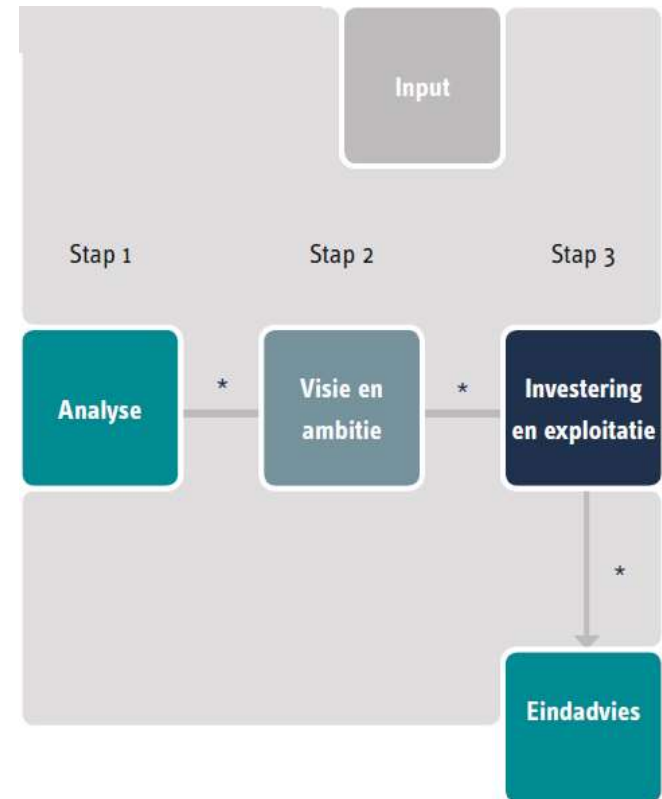 Input
Stap 1
Stap 2
Stap 3
Analyse
*
Visie en
ambitie
*
Investering
en exploitatie
*
Eindadvies